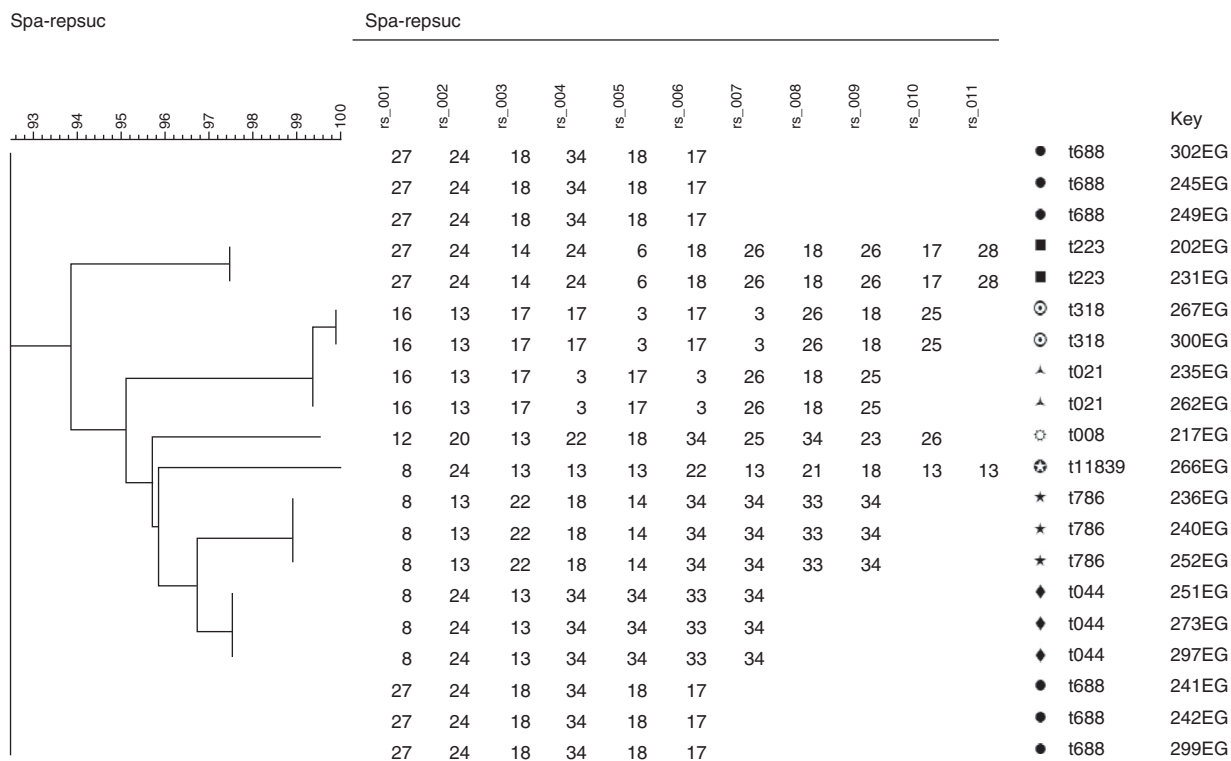 Spa-repsuc Spa-repsuc
93 94 95 96 97 98 99 100 rs_001 rs_002 rs_003 rs_004 rs_005 rs_006 rs_007 rs_008 rs_009 rs_010 rs_011 Key
27 24 18 34 18 17 t688 302EG
27 24 18 34 18 17 t688 245EG
27 24 18 34 18 17 t688 249EG
27 24 14 24 6 18 26 18 26 17 28 t223 202EG
27 24 14 24 6 18 26 18 26 17 28 t223 231EG
16 13 17 17 3 17 3 26 18 25 t318 267EG
16 13 17 17 3 17 3 26 18 25 t318 300EG
16 13 17 3 17 3 26 18 25 t021 235EG
16 13 17 3 17 3 26 18 25 t021 262EG
12 20 13 22 18 34 25 34 23 26 t008 217EG
8 24 13 13 13 22 13 21 18 13 13 t11839 266EG
8 13 22 18 14 34 34 33 34 t786 236EG
8 13 22 18 14 34 34 33 34 t786 240EG
8 13 22 18 14 34 34 33 34 t786 252EG
8 24 13 34 34 33 34 t044 251EG
8 24 13 34 34 33 34 t044 273EG
8 24 13 34 34 33 34 t044 297EG
27 24 18 34 18 17 t688 241EG
27 24 18 34 18 17 t688 242EG
27 24 18 34 18 17 t688 299EG